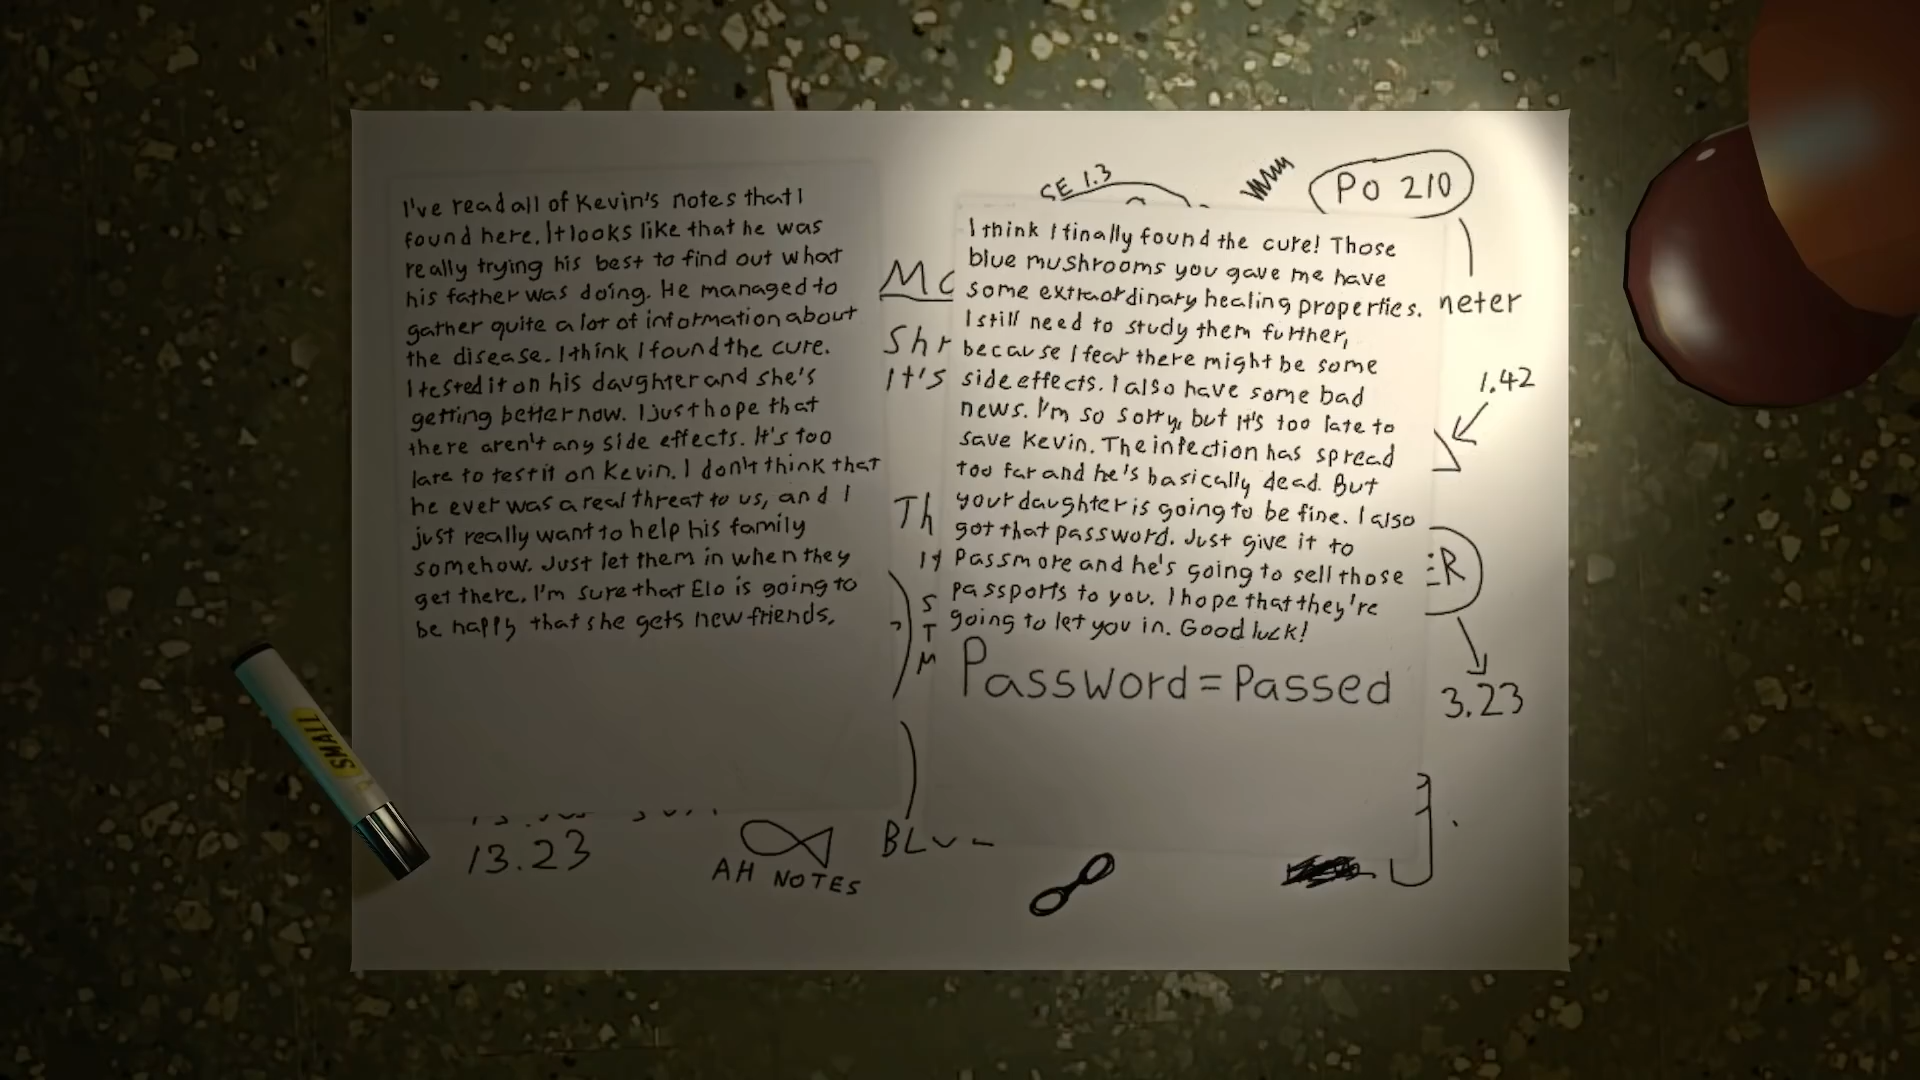 I've read all of Kevin's notes that I
found here. It looks like that he was
really trying his best to find out what
his father was doing. He managed to
gather quite a lot of information about
the disease. I think I found the cure.
I tested it on his daughter and she's
getting better now. I just hope that
there aren't any side effects. It's too
late to test it on Kevin. I don't think that
he ever was a real threat to us, and I
just really want to help his family
somehow. Just let them in when they
get there. I'm sure that Elo is going to
be happy that she gets new friends.
13.23
AH NOTES
SMALL
SE 1.3
PO 210
I think I finally found the cure! Those
blue mushrooms you gave me have
some extraordinary healing properties.
I still need to study them further,
because I fear there might be some
side effects. I also have some bad
news. I'm so sorry, but it's too late to
save Kevin. The infection has spread
too far and he's basically dead. But
your daughter is going to be fine. I also
got that password. Just give it to
Passmore and he's going to sell those
passports to you. I hope that they're
going to let you in. Good luck!
Password = Passed
Shr
It's
Th
S
T
M
neter
1.42
ER
3.23